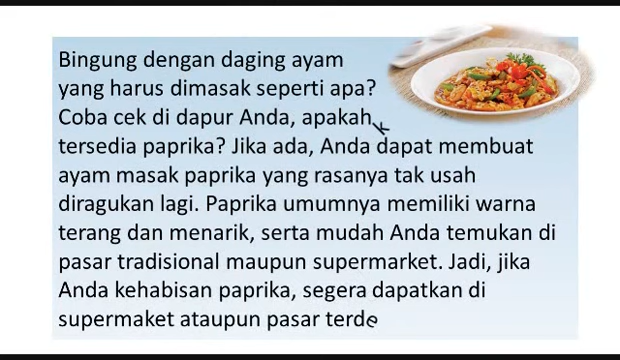 Bingung dengan daging ayam
yang harus dimasak seperti apa?
Coba cek di dapur Anda, apakah
tersedia paprika? Jika ada, Anda dapat membuat
ayam masak paprika yang rasanya tak usah
diragukan lagi. Paprika umumnya memiliki warna
terang dan menarik, serta mudah Anda temukan di
pasar tradisional maupun supermarket. Jadi, jika
Anda kehabisan paprika, segera dapatkan di
supermaket ataupun pasar terde